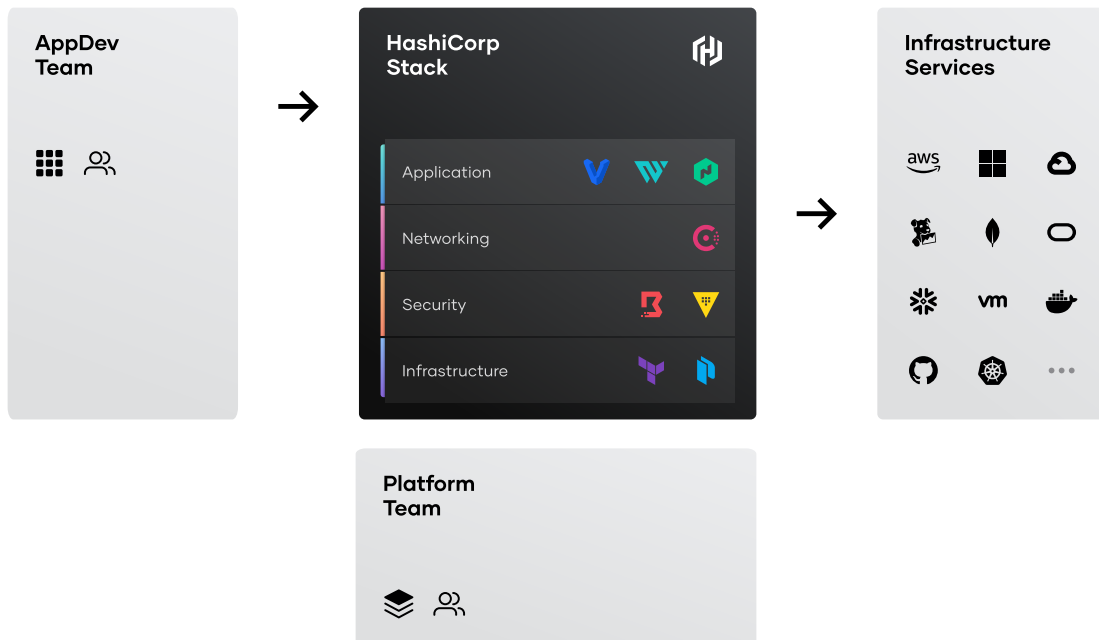 AppDev
Team
HashiCorp
Stack
Application
Networking
Security
Infrastructure
Infrastructure
Services
aws
vm
Platform
Team